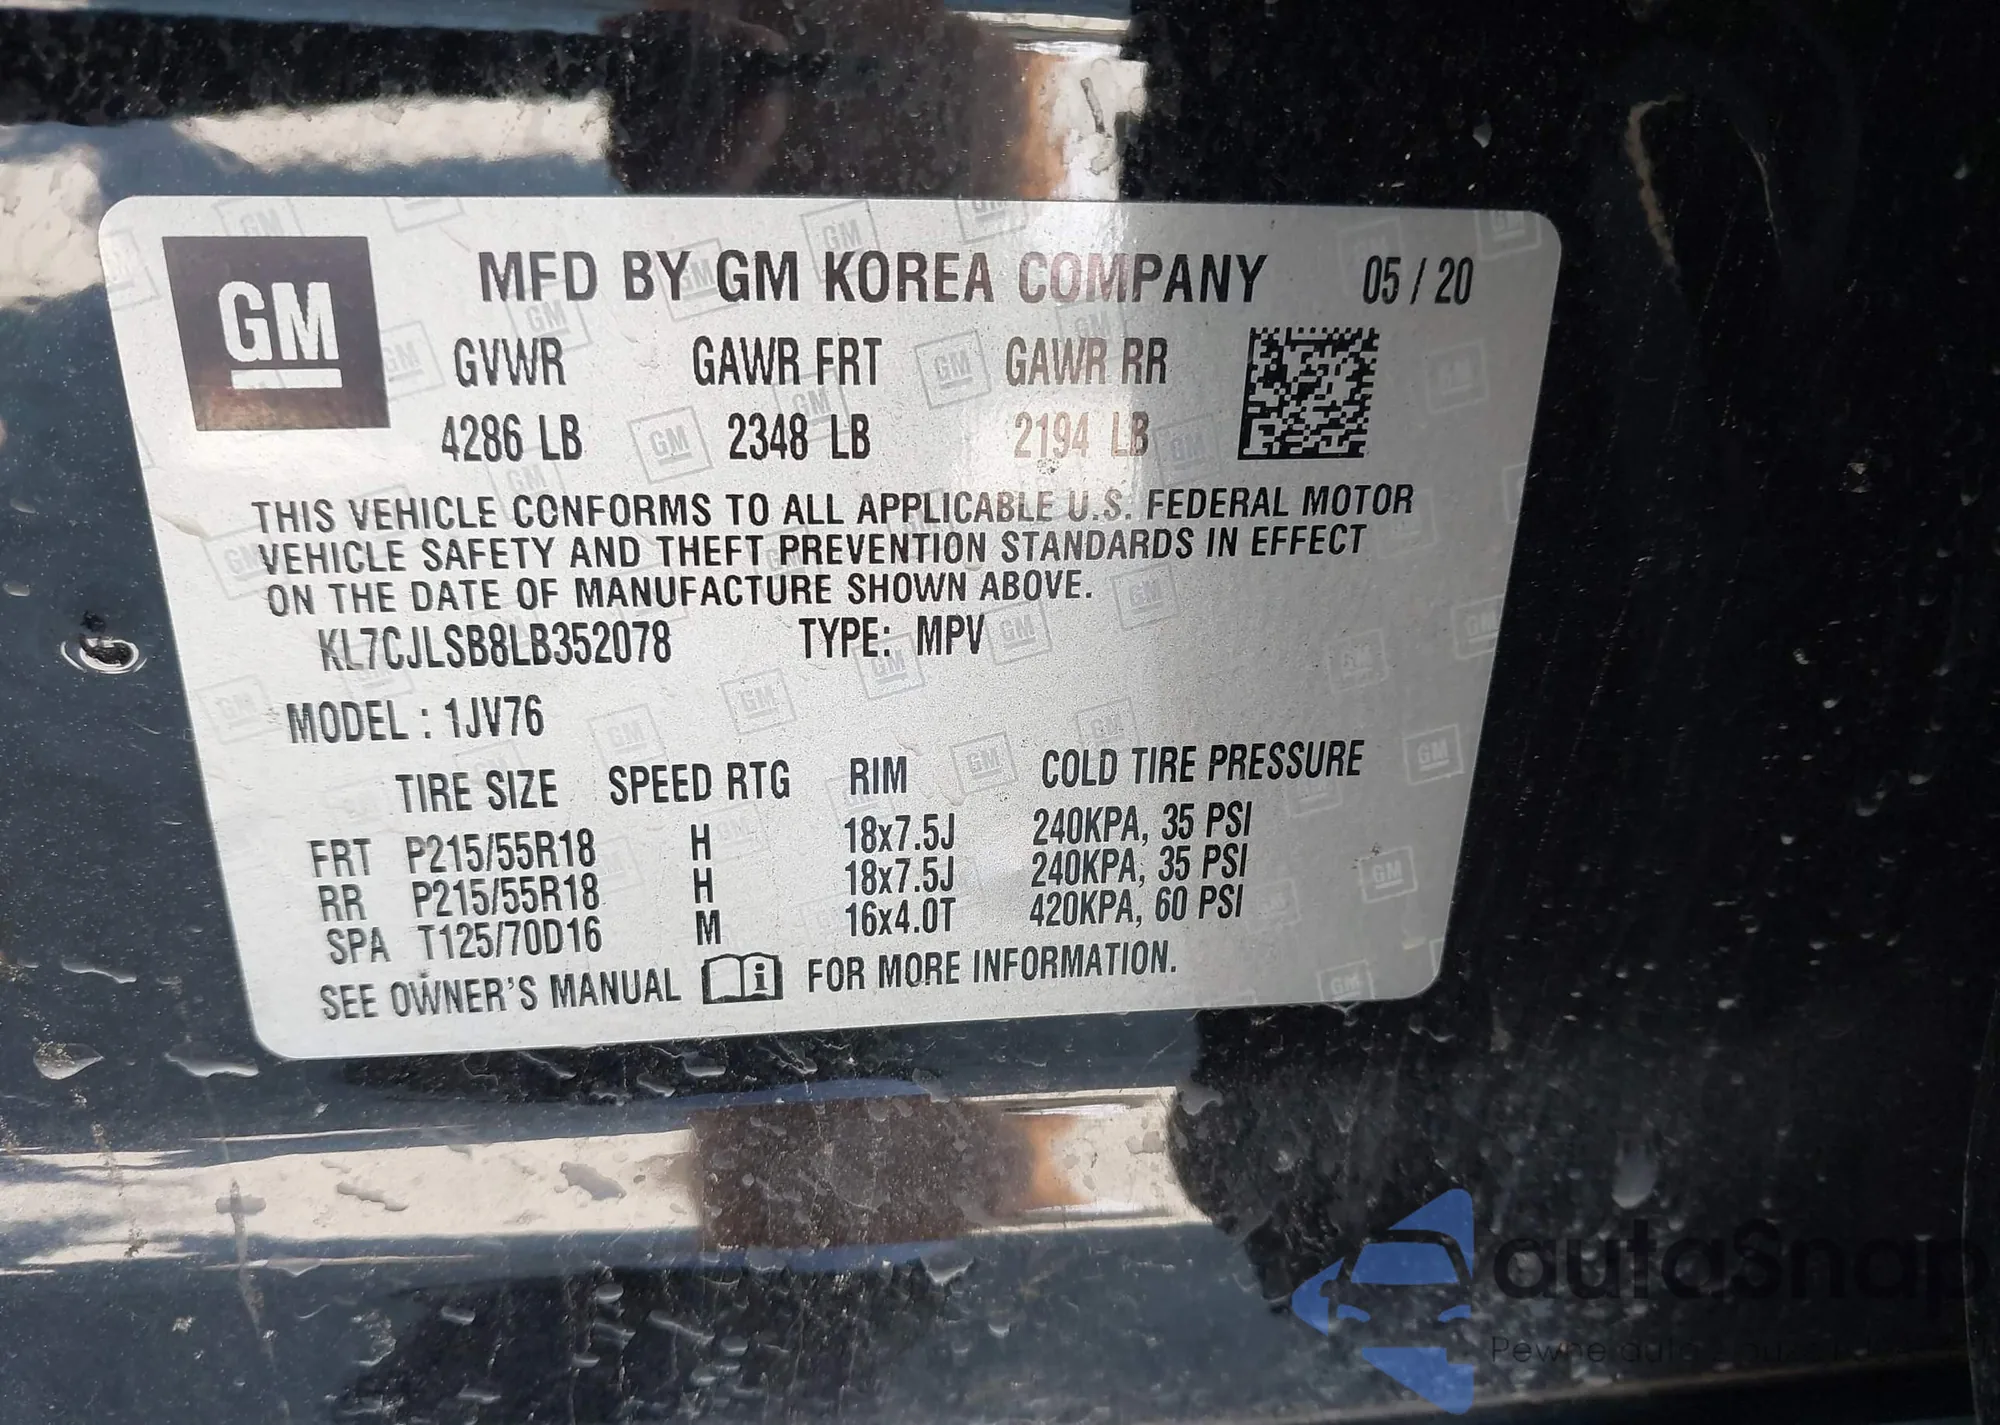 GM
MFD BY GM KOREA COMPANY 05 / 20
GVWR GAWR FRT GAWR RR
4286 LB 2348 LB 2194 LB
THIS VEHICLE CONFORMS TO ALL APPLICABLE U.S. FEDERAL MOTOR
VEHICLE SAFETY AND THEFT PREVENTION STANDARDS IN EFFECT
ON THE DATE OF MANUFACTURE SHOWN ABOVE.
KL7CJLSB8LB352078 TYPE: MPV
MODEL : 1JV76
TIRE SIZE SPEED RTG RIM COLD TIRE PRESSURE
FRT P215/55R18 H 18x7.5J 240KPA, 35 PSI
RR P215/55R18 H 18x7.5J 240KPA, 35 PSI
SPA T125/70D16 M 16x4.0T 420KPA, 60 PSI
SEE OWNER'S MANUAL i FOR MORE INFORMATION.
autaSnap
Pewne auta